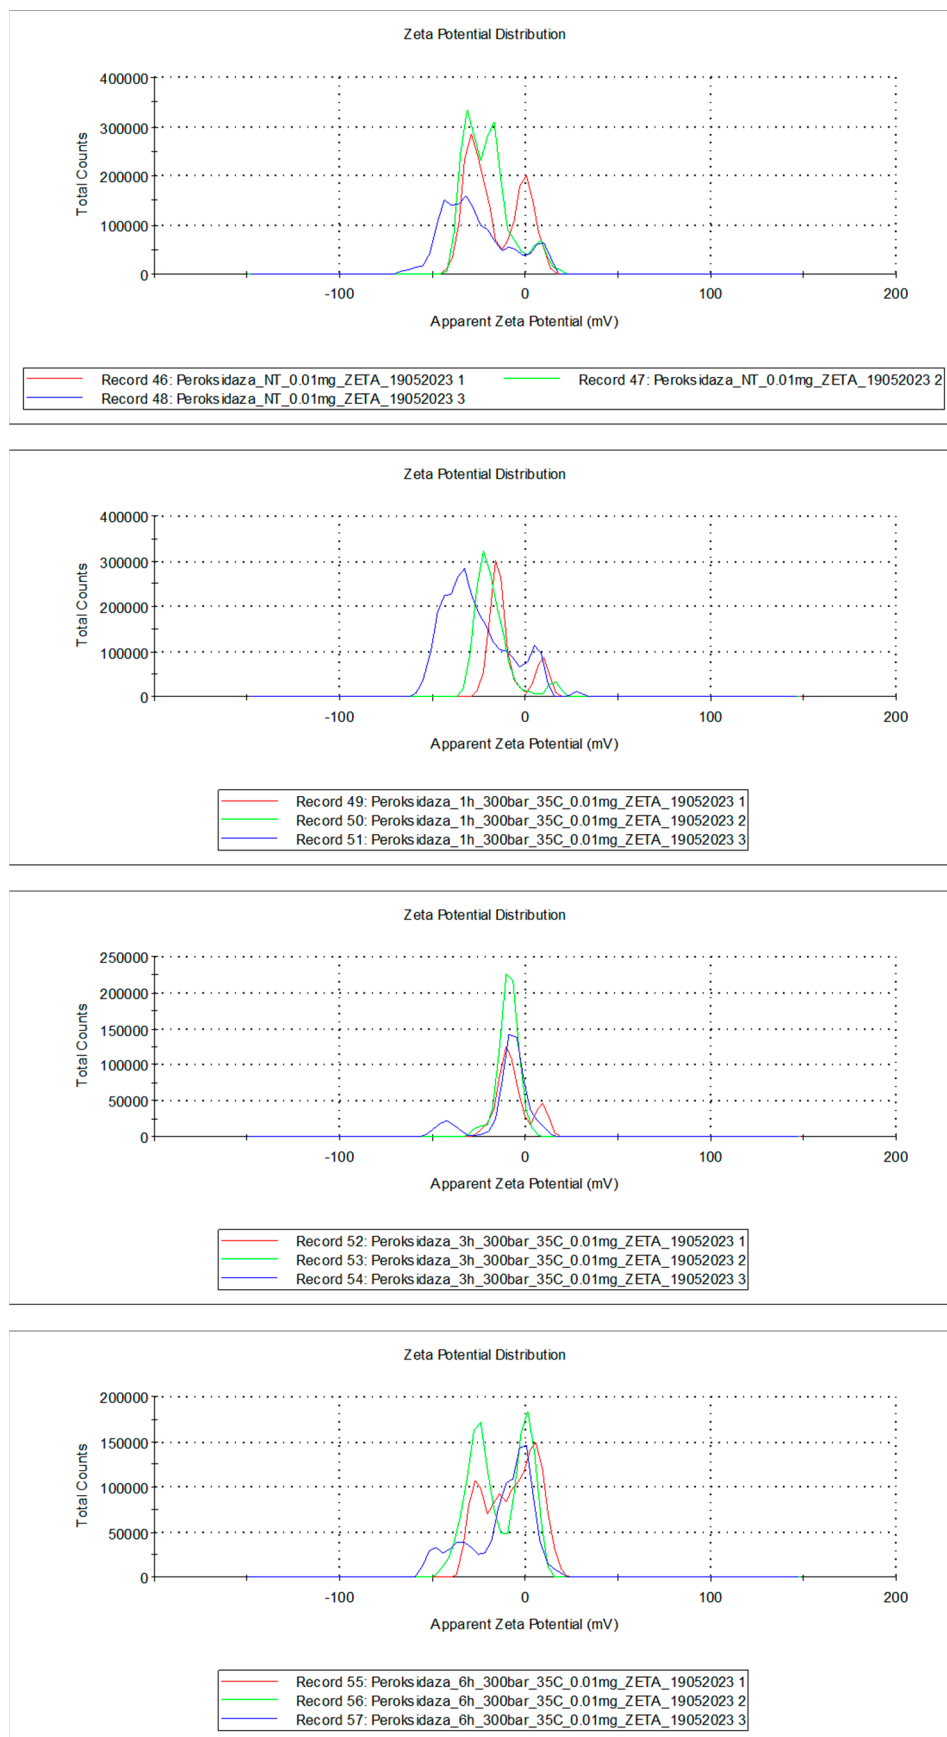 Zeta Potential Distribution
400000
300000
200000
100000
0
Total Counts
-100 0 100 200
Apparent Zeta Potential (mV)
Record 46: Peroksidaza_NT_0.01mg_ZETA_19052023 1 Record 47: Peroksidaza_NT_0.01mg_ZETA_19052023 2
Record 48: Peroksidaza_NT_0.01mg_ZETA_19052023 3
Zeta Potential Distribution
400000
300000
200000
100000
0
Total Counts
-100 0 100 200
Apparent Zeta Potential (mV)
Record 49: Peroksidaza_1h_300bar_35C_0.01mg_ZETA_19052023 1
Record 50: Peroksidaza_1h_300bar_35C_0.01mg_ZETA_19052023 2
Record 51: Peroksidaza_1h_300bar_35C_0.01mg_ZETA_19052023 3
Zeta Potential Distribution
250000
200000
150000
100000
50000
0
Total Counts
-100 0 100 200
Apparent Zeta Potential (mV)
Record 52: Peroksidaza_3h_300bar_35C_0.01mg_ZETA_19052023 1
Record 53: Peroksidaza_3h_300bar_35C_0.01mg_ZETA_19052023 2
Record 54: Peroksidaza_3h_300bar_35C_0.01mg_ZETA_19052023 3
Zeta Potential Distribution
200000
150000
100000
50000
0
Total Counts
-100 0 100 200
Apparent Zeta Potential (mV)
Record 55: Peroksidaza_6h_300bar_35C_0.01mg_ZETA_19052023 1
Record 56: Peroksidaza_6h_300bar_35C_0.01mg_ZETA_19052023 2
Record 57: Peroksidaza_6h_300bar_35C_0.01mg_ZETA_19052023 3